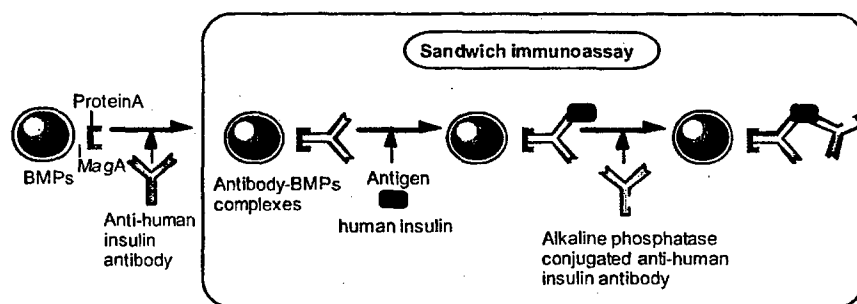 Sandwich immunoassay
ProteinA
MagA
BMPs
Anti-human
insulin
antibody
Antibody-BMPs
complexes
Antigen
human insulin
Alkaline phosphatase
conjugated anti-human
insulin antibody